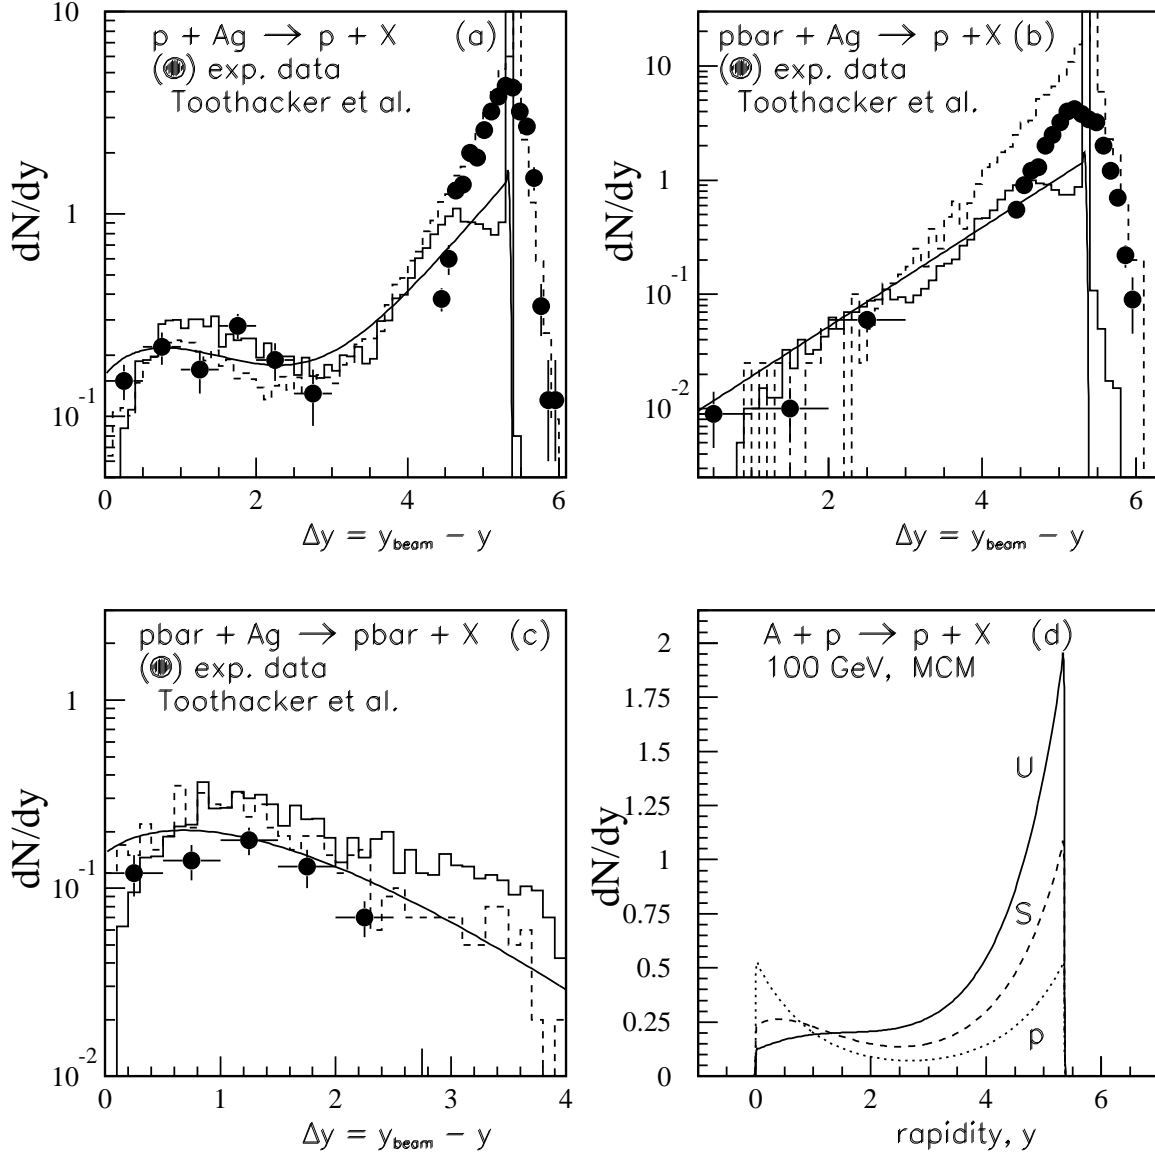 10
p + Ag → p + X (a)
(●) exp. data
Toothacker et al.
1
10^-1
dN/dy
0 2 4 6
Δy = y_beam − y
pbar + Ag → p + X (b)
10
(●) exp. data
Toothacker et al.
1
10^-1
10^-2
dN/dy
2 4 6
Δy = y_beam − y
pbar + Ag → pbar + X (c)
(●) exp. data
Toothacker et al.
1
10^-1
10^-2
dN/dy
0 1 2 3 4
Δy = y_beam − y
A + p → p + X (d)
100 GeV, MCM
2
1.75
1.5
1.25
1
0.75
0.5
0.25
0
dN/dy
U
S
p
0 2 4 6
rapidity, y